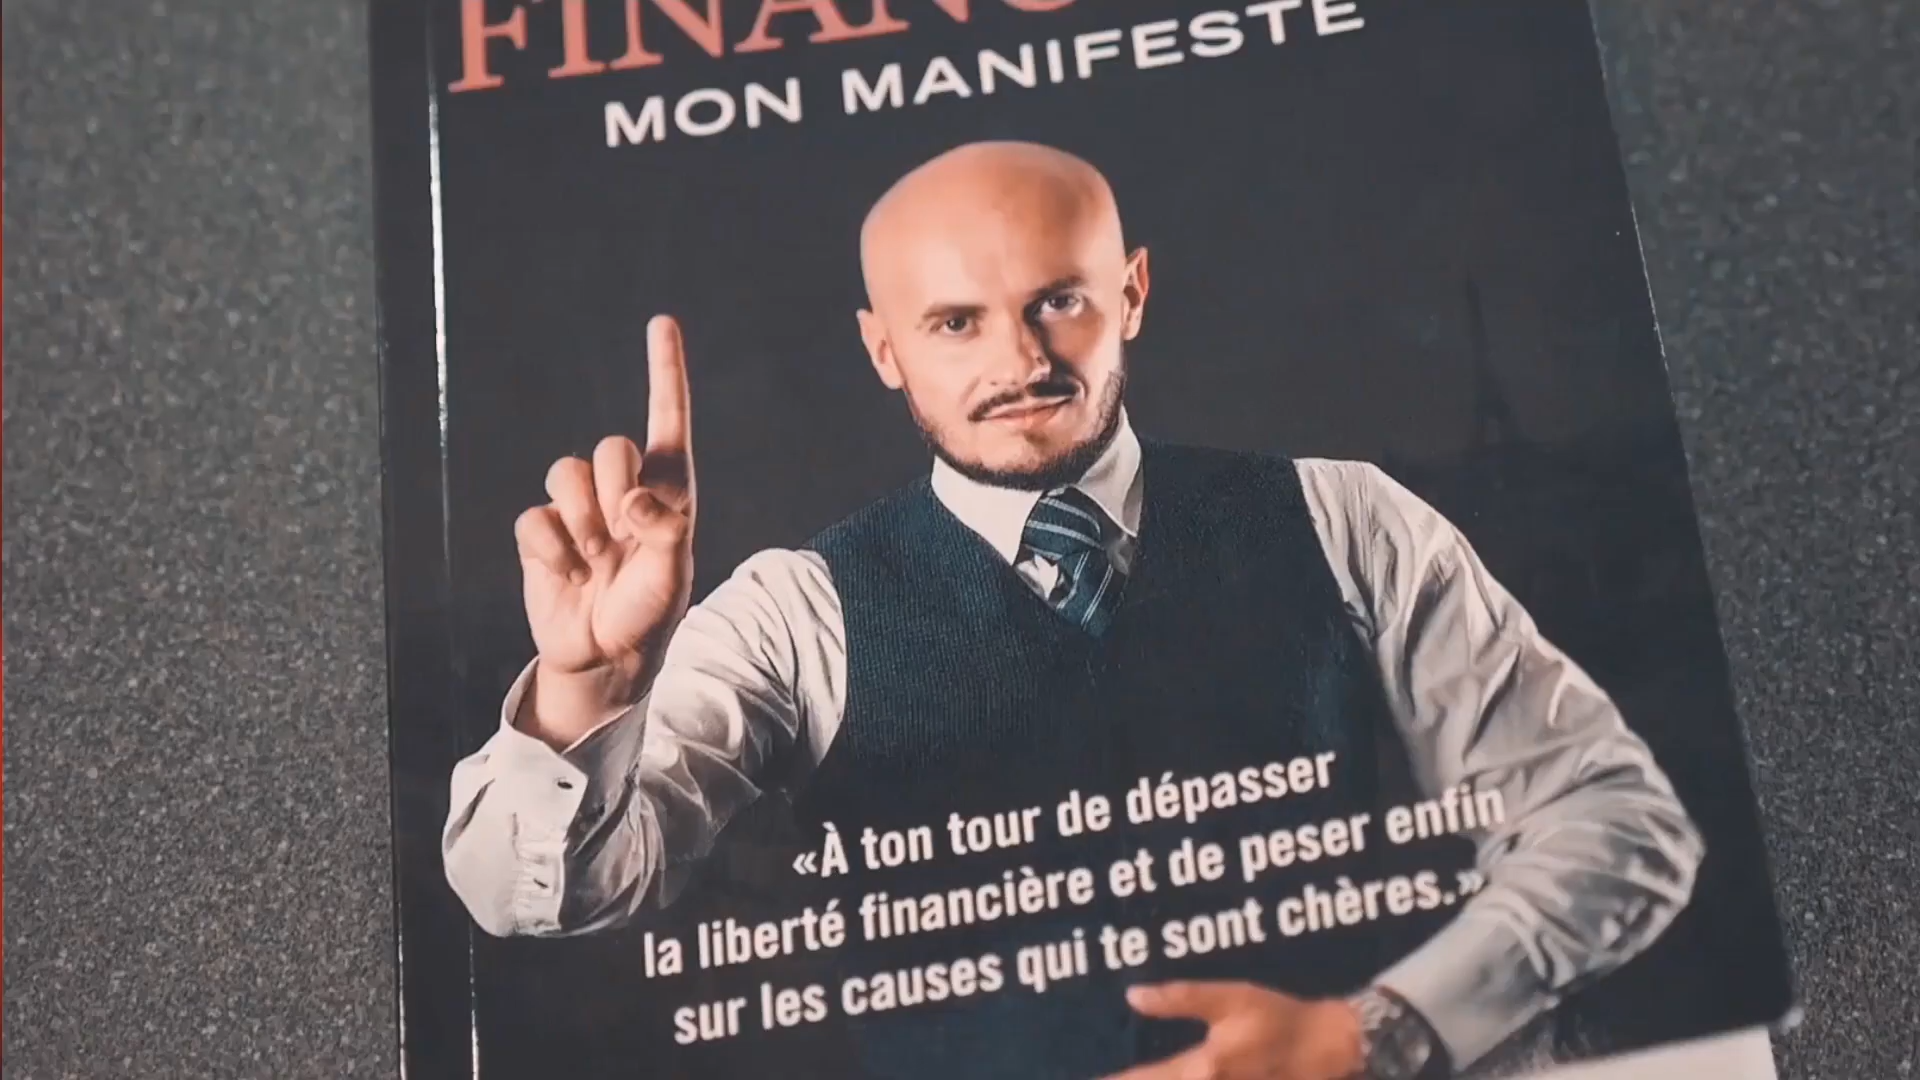 MON MANIFESTE
«À ton tour de dépasser
la liberté financière et de peser enfin
sur les causes qui te sont chères.»